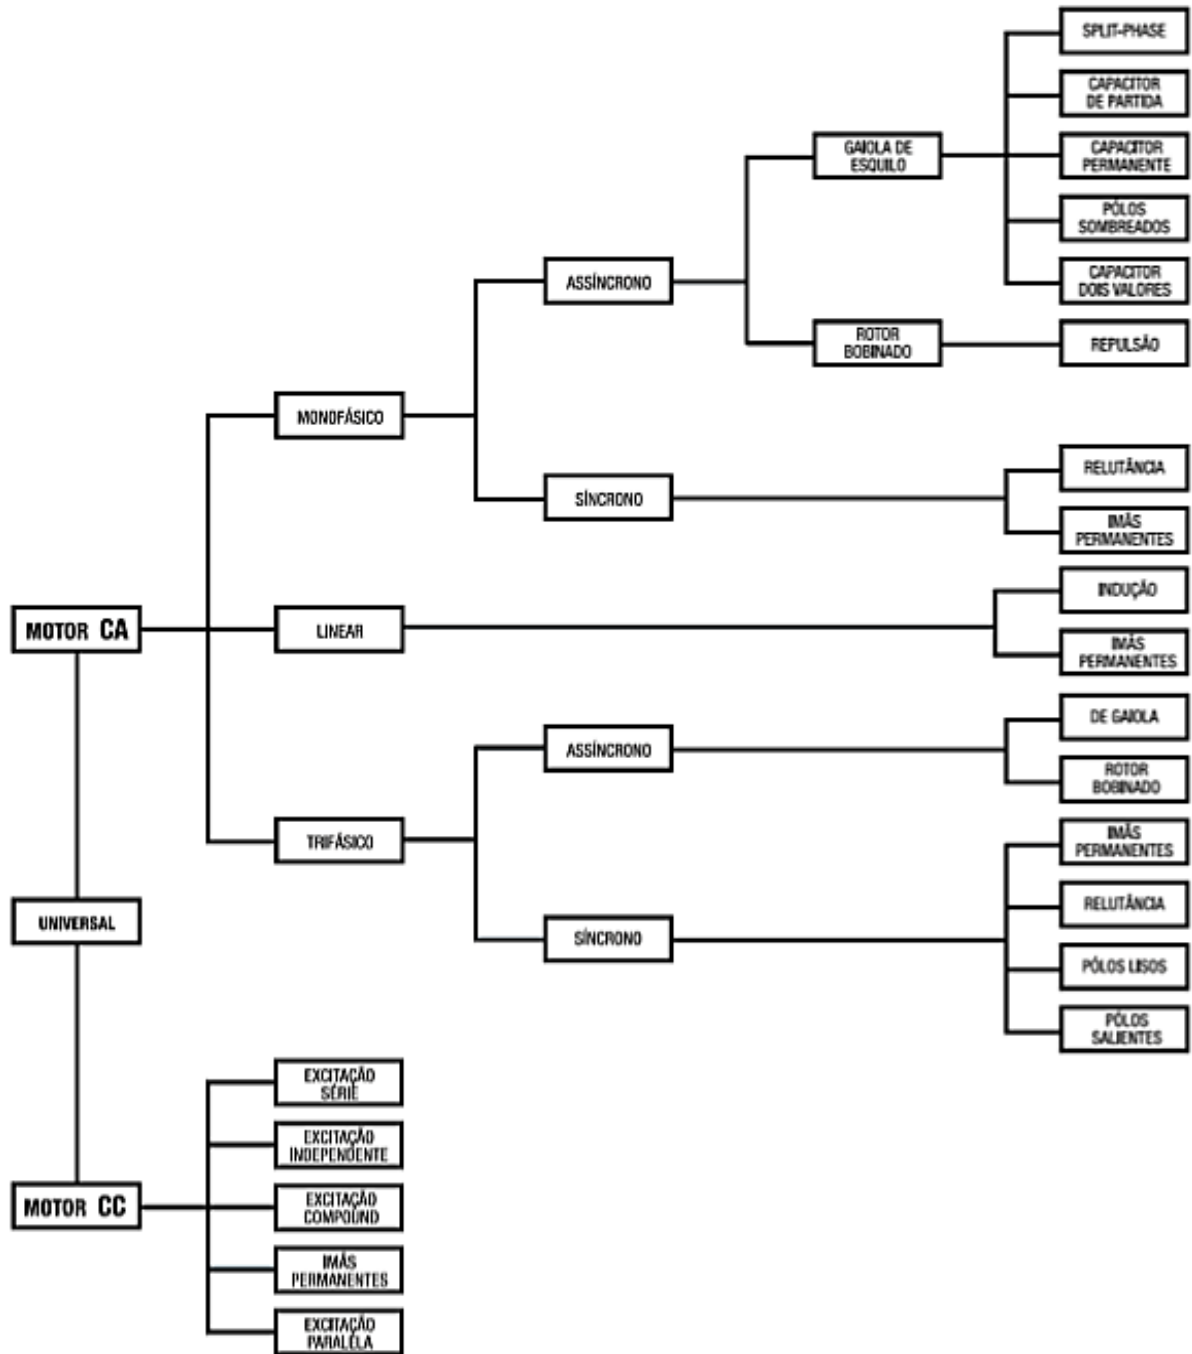 SPLIT-PHASE
CAPACITOR
DE PARTIDA
GAIOLA DE
ESQUILO
CAPACITOR
PERMANENTE
PÓLOS
SOMBREADOS
ASSÍNCRONO
CAPACITOR
DOIS VALORES
ROTOR
BOBINADO
REPULSÃO
MONOFÁSICO
RELUTÂNCIA
SÍNCRONO
IMÃS
PERMANENTES
INDUÇÃO
MOTOR CA
LINEAR
IMÃS
PERMANENTES
DE GAIOLA
ASSÍNCRONO
ROTOR
BOBINADO
TRIFÁSICO
IMÃS
PERMANENTES
RELUTÂNCIA
UNIVERSAL
SÍNCRONO
PÓLOS LISOS
PÓLOS
SALIENTES
EXCITAÇÃO
SÉRIE
EXCITAÇÃO
INDEPENDENTE
MOTOR CC
EXCITAÇÃO
COMPOUND
IMÃS
PERMANENTES
EXCITAÇÃO
PARALÉLA